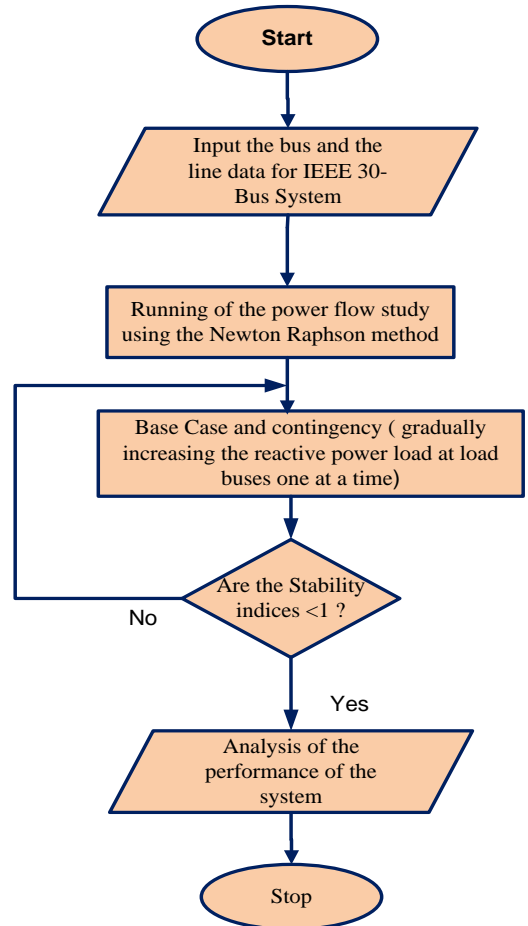 Start
Input the bus and the
line data for IEEE 30-
Bus System
Running of the power flow study
using the Newton Raphson method
Base Case and contingency ( gradually
increasing the reactive power load at load
buses one at a time)
Are the Stability
indices <1 ?
No
Yes
Analysis of the
performance of the
system
Stop